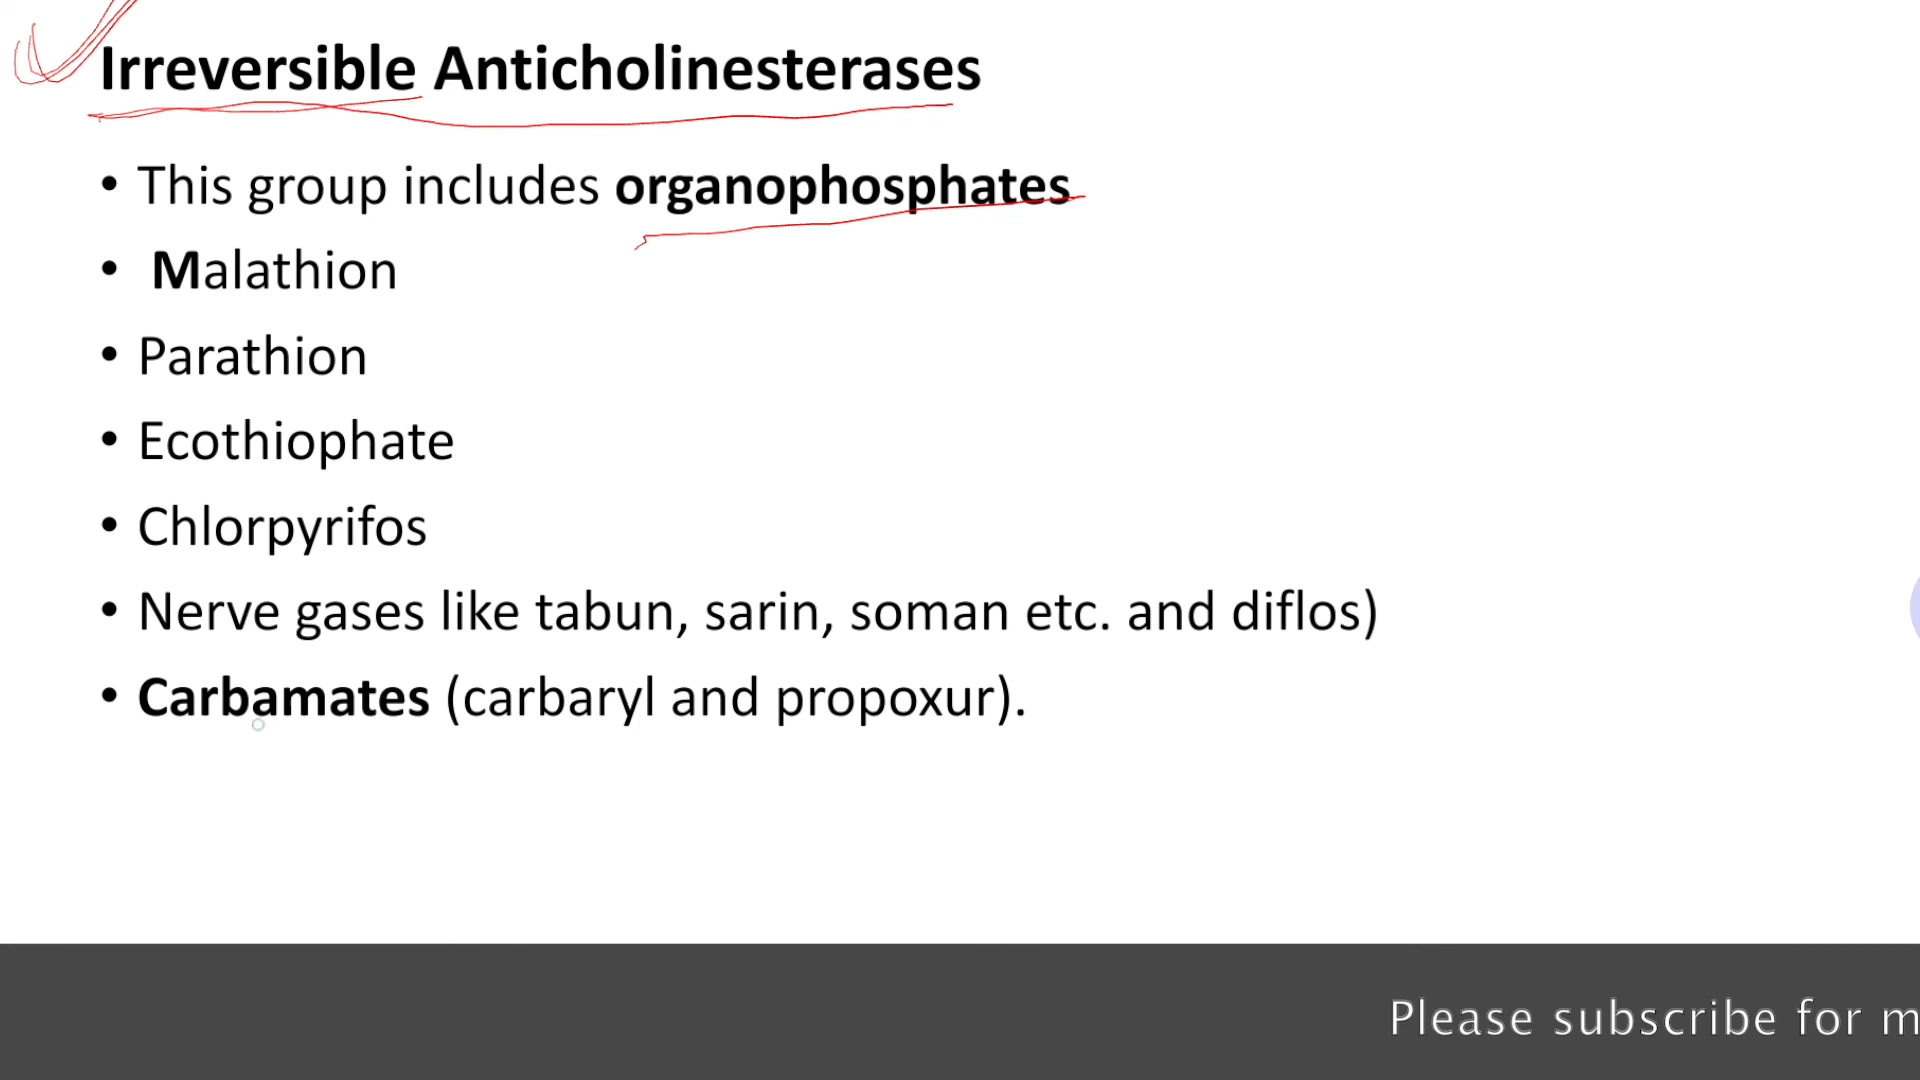 Irreversible Anticholinesterases
• This group includes organophosphates
• Malathion
• Parathion
• Ecothiophate
• Chlorpyrifos
• Nerve gases like tabun, sarin, soman etc. and diflos)
• Carbamates (carbaryl and propoxur).
Please subscribe for m